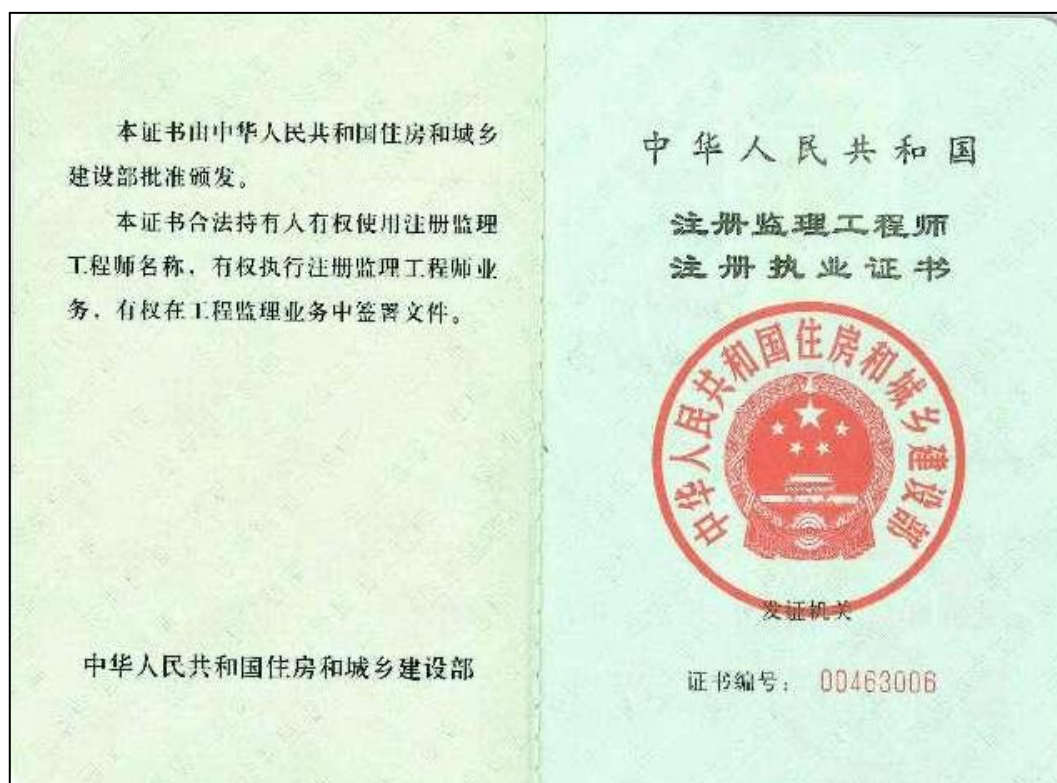 本证书由中华人民共和国住房和城乡
建设部批准颁发。
本证书合法持有人有权使用注册监理
工程师名称，有权执行注册监理工程师业
务，有权在工程监理业务中签署文件。
中华人民共和国住房和城乡建设部
中华人民共和国
注册监理工程师
注册执业证书
中华人民共和国住房和城乡建设部
发证机关
证书编号：00463006